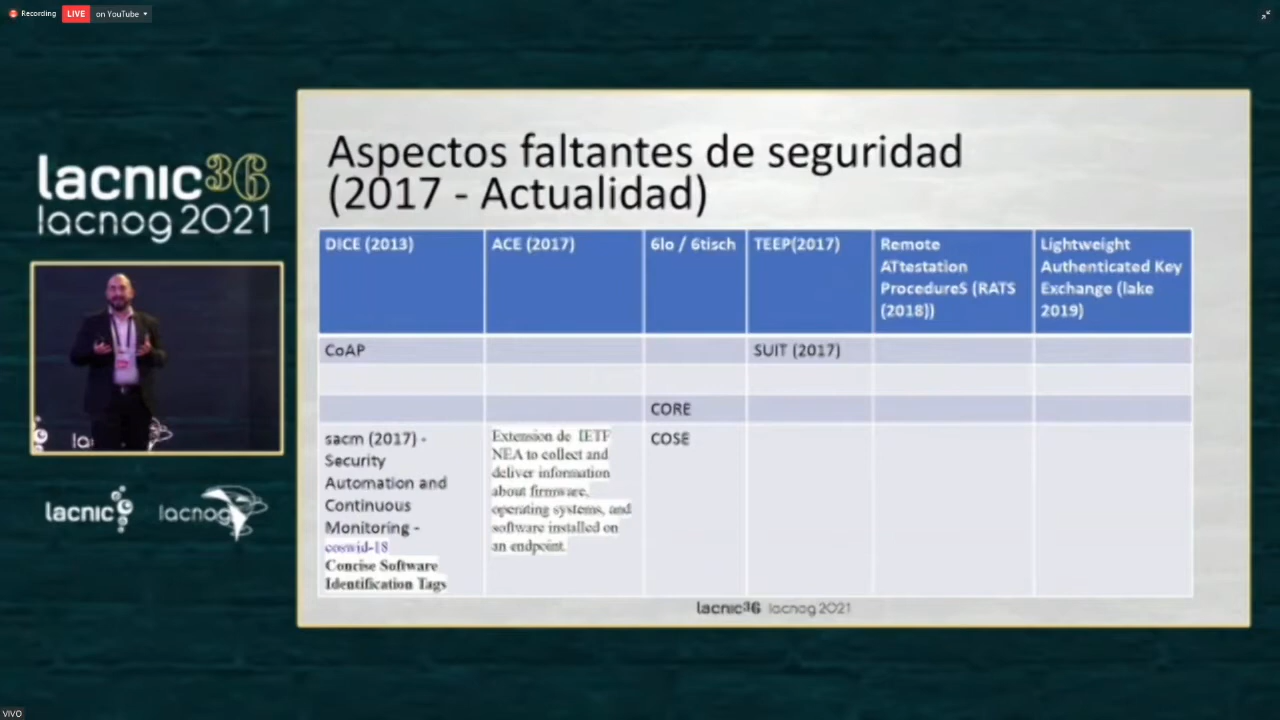 Recording LIVE on YouTube
lacnic36
lacnog 2021
lacnic lacnog
VIVO
Aspectos faltantes de seguridad
(2017 - Actualidad)
DICE (2013)
ACE (2017)
6lo / 6tisch
TEEP(2017)
Remote
ATtestation
ProcedureS (RATS
(2018))
Lightweight
Authenticated Key
Exchange (lake
2019)
CoAP
SUIT (2017)
CORE
sacm (2017) -
Security
Automation and
Continuous
Monitoring -
coswid-18
Concise Software
Identification Tags
Extension de IETF
NEA to collect and
deliver information
about firmware,
operating systems, and
software installed on
an endpoint.
COSE
lacnic36 lacnog 2021